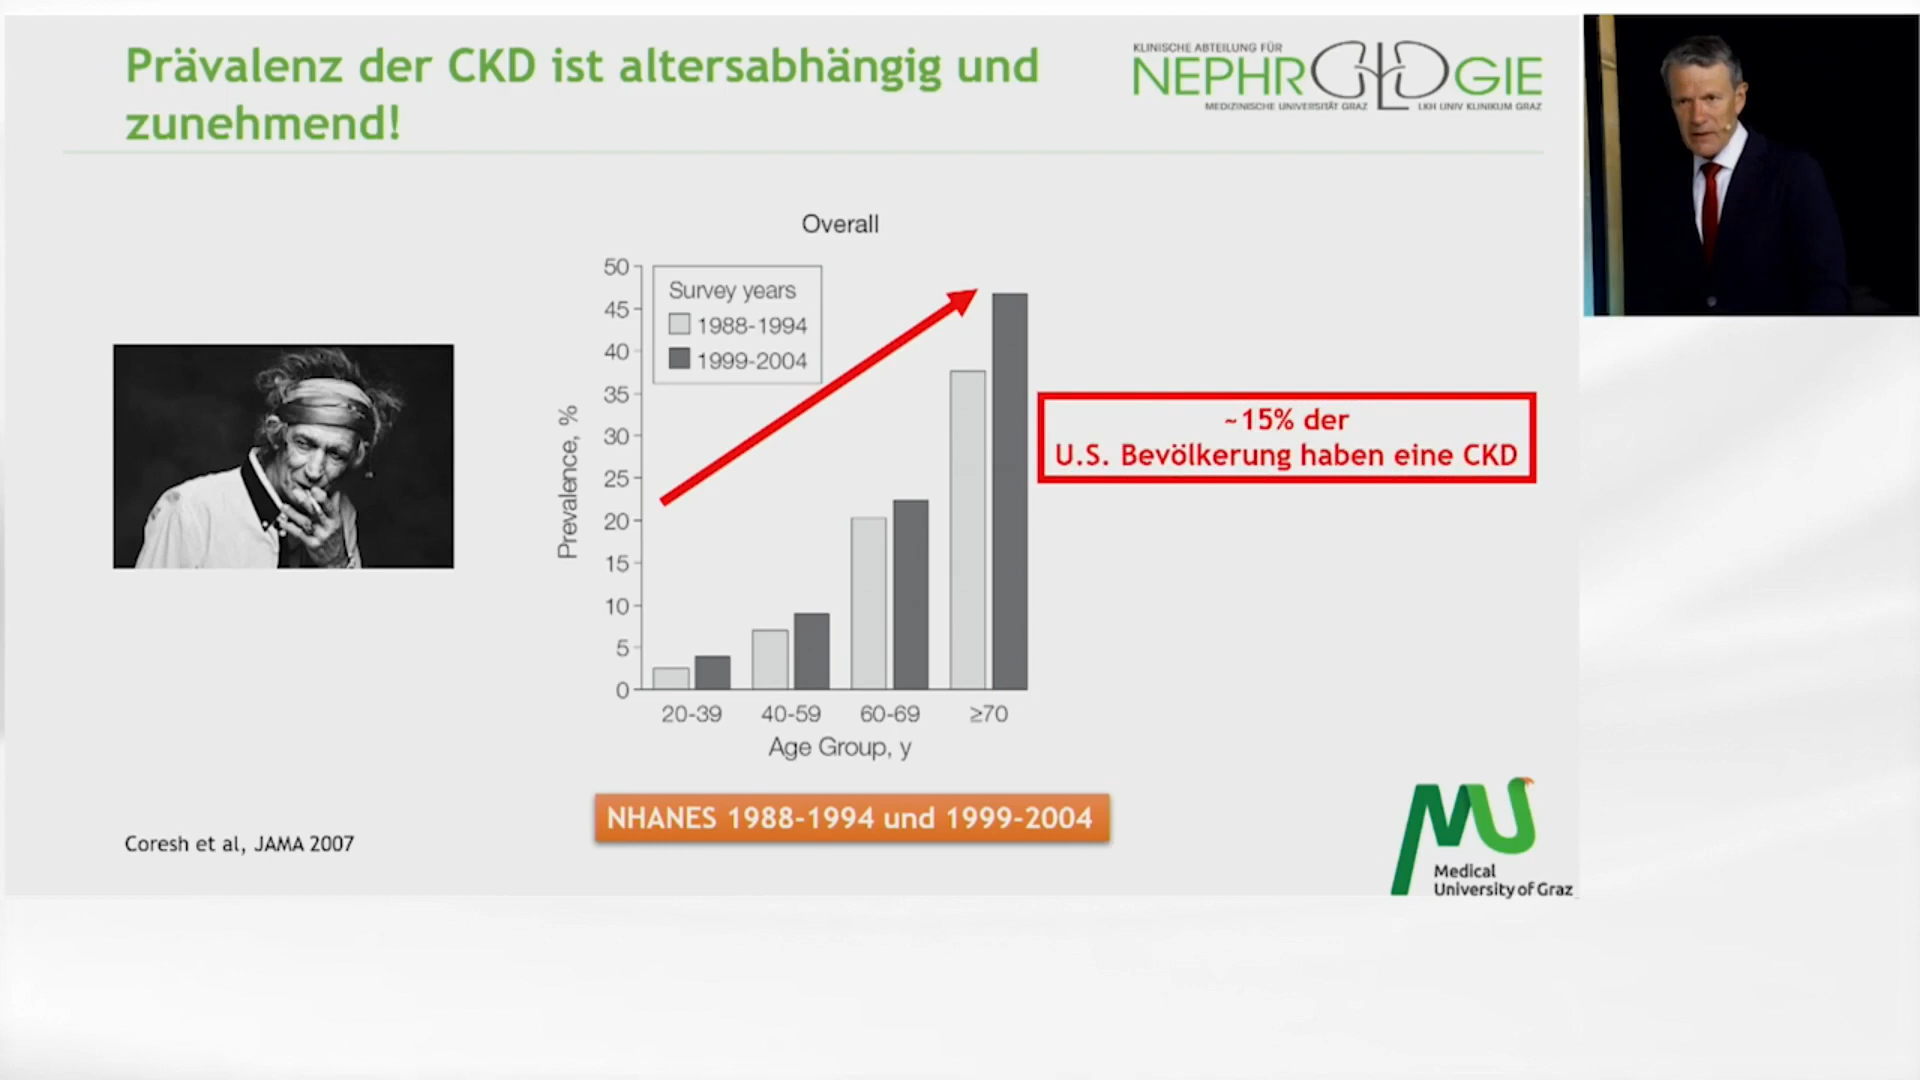 Prävalenz der CKD ist altersabhängig und
zunehmend!
KLINISCHE ABTEILUNG FÜR
NEPHROLOGIE
MEDIZINISCHE UNIVERSITÄT GRAZ
LKH UNIV KLINIKUM GRAZ
Overall
50
45
40
35
30
25
20
15
10
5
0
Prevalence, %
Survey years
1988-1994
1999-2004
20-39
40-59
60-69
≥70
Age Group, y
~15% der
U.S. Bevölkerung haben eine CKD
NHANES 1988-1994 und 1999-2004
Coresh et al, JAMA 2007
MU
Medical
University of Graz